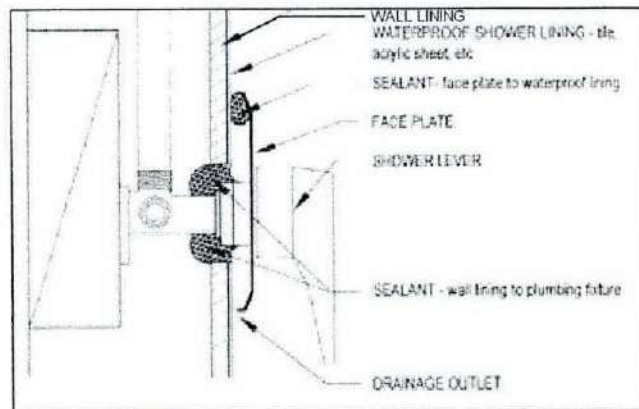 WALL LINING
WATERPROOF SHOWER LINING - tile,
acrylic sheet, etc
SEALANT - face plate to waterproof lining
FACE PLATE
SHOWER LEVER
SEALANT - wall lining to plumbing fixture
DRAINAGE OUTLET